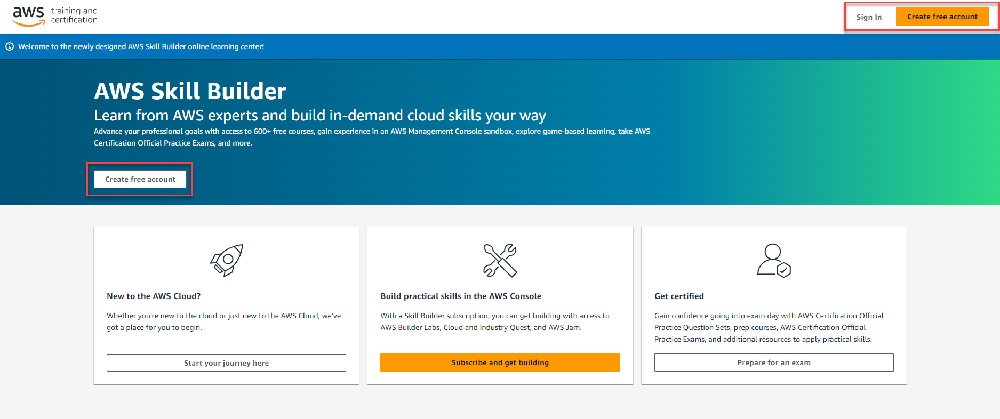 aws training and
certification
Sign In
Create free account
Welcome to the newly designed AWS Skill Builder online learning center!
AWS Skill Builder
Learn from AWS experts and build in-demand cloud skills your way
Advance your professional goals with access to 600+ free courses, gain experience in an AWS Management Console sandbox, explore game-based learning, take AWS
Certification Official Practice Exams, and more.
Create free account
New to the AWS Cloud?
Whether you're new to the cloud or just new to the AWS Cloud, we've
got a place for you to begin.
Start your journey here
Build practical skills in the AWS Console
With a Skill Builder subscription, you can get building with access to
AWS Builder Labs, Cloud and Industry Quest, and AWS Jam.
Subscribe and get building
Get certified
Gain confidence going into exam day with AWS Certification Official
Practice Question Sets, prep courses, AWS Certification Official
Practice Exams, and additional resources to apply practical skills.
Prepare for an exam